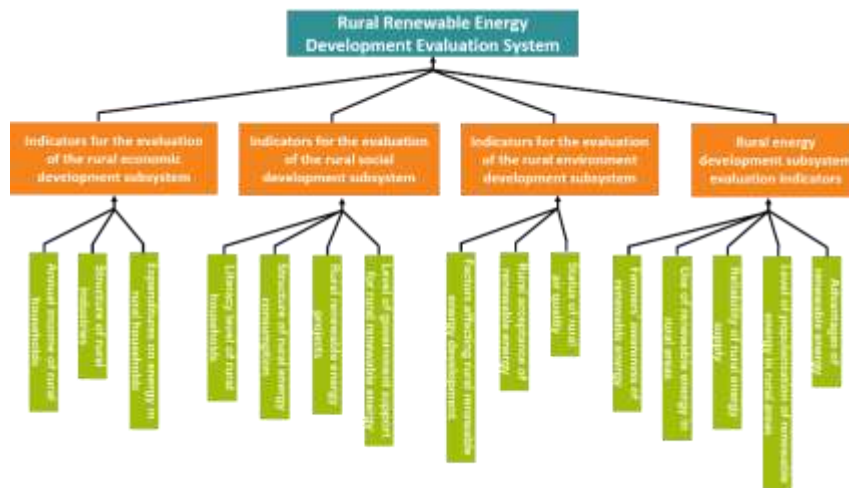 Rural Renewable Energy
Development Evaluation System
Indicators for the evaluation
of the rural economic
development subsystem
Indicators for the evaluation
of the rural social
development subsystem
Indicators for the evaluation
of the rural environment
development subsystem
Rural energy
development subsystem
evaluation indicators
Annual income of rural
households
Structure of rural
industries
Expenditures on energy in
rural households
Literacy level of rural
households
Structure of rural energy
consumption
Rural renewable energy
projects
Level of government support
for rural renewable energy
Factors affecting rural renewable
energy development
Rural acceptance of
renewable energy
Status of rural
air quality
Farmers' awareness of
renewable energy
Use of renewable energy in
rural areas
Reliability of rural energy
supply
Level of popularization of renewable
energy in rural areas
Advantages of
renewable energy